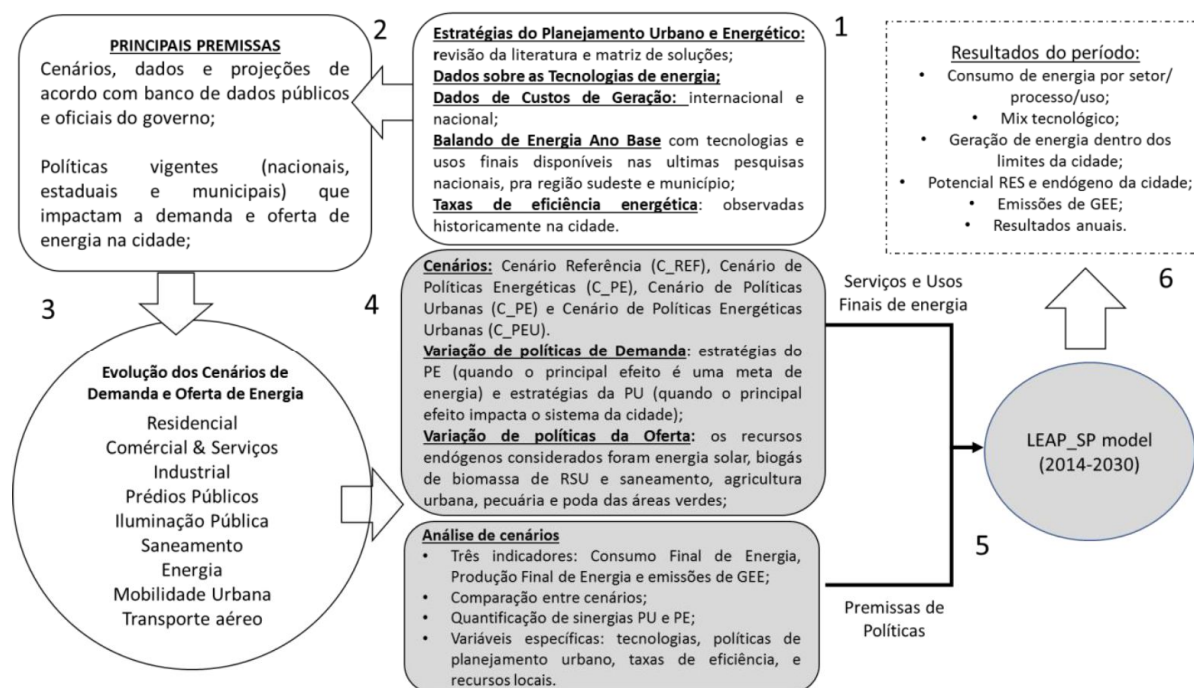 1
Estratégias do Planejamento Urbano e Energético:
revisão da literatura e matriz de soluções;
Dados sobre as Tecnologias de energia;
Dados de Custos de Geração: internacional e
nacional;
Balando de Energia Ano Base com tecnologias e
usos finais disponíveis nas ultimas pesquisas
nacionais, pra região sudeste e município;
Taxas de eficiência energética: observadas
historicamente na cidade.
2
PRINCIPAIS PREMISSAS
Cenários, dados e projeções de
acordo com banco de dados públicos
e oficiais do governo;
Políticas vigentes (nacionais,
estaduais e municipais) que
impactam a demanda e oferta de
energia na cidade;
3
Evolução dos Cenários de
Demanda e Oferta de Energia
Residencial
Comércial & Serviços
Industrial
Prédios Públicos
Iluminação Pública
Saneamento
Energia
Mobilidade Urbana
Transporte aéreo
4
Cenários: Cenário Referência (C_REF), Cenário de
Políticas Energéticas (C_PE), Cenário de Políticas
Urbanas (C_PE) e Cenário de Políticas Energéticas
Urbanas (C_PEU).
Variação de políticas de Demanda: estratégias do
PE (quando o principal efeito é uma meta de
energia) e estratégias da PU (quando o principal
efeito impacta o sistema da cidade);
Variação de políticas da Oferta: os recursos
endógenos considerados foram energia solar, biogás
de biomassa de RSU e saneamento, agricultura
urbana, pecuária e poda das áreas verdes;
Análise de cenários
• Três indicadores: Consumo Final de Energia,
Produção Final de Energia e emissões de GEE;
• Comparação entre cenários;
• Quantificação de sinergias PU e PE;
• Variáveis específicas: tecnologias, políticas de
planejamento urbano, taxas de eficiência, e
recursos locais.
Serviços e Usos
Finais de energia
5
Premissas de
Políticas
LEAP_SP model
(2014-2030)
6
Resultados do período:
• Consumo de energia por setor/
processo/uso;
• Mix tecnológico;
• Geração de energia dentro dos
limites da cidade;
• Potencial RES e endógeno da cidade;
• Emissões de GEE;
• Resultados anuais.